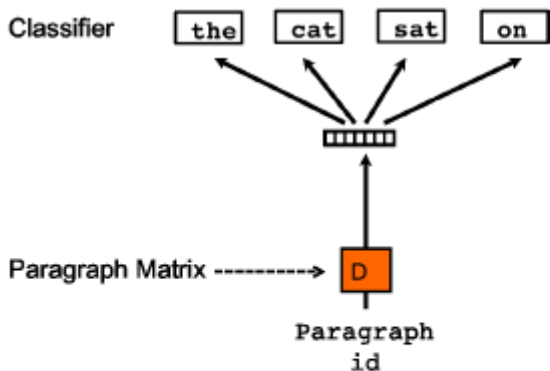 Classifier the cat sat on
Paragraph Matrix D
Paragraph
id